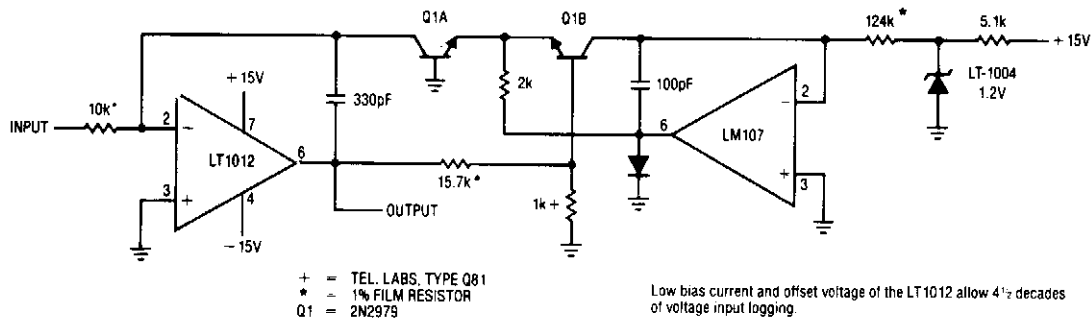 Q1A
Q1B
124k*
5.1k
+15V
+15V
330pF
2k
100pF
LT-1004
1.2V
10k*
INPUT
2
7
LT1012
6
3
4
-15V
15.7k*
OUTPUT
1k+
6
2
LM107
3
-
+
-
+
+ = TEL. LABS, TYPE Q81
* - 1% FILM RESISTOR
Q1 = 2N2979
Low bias current and offset voltage of the LT1012 allow 4 1/2 decades
of voltage input logging.